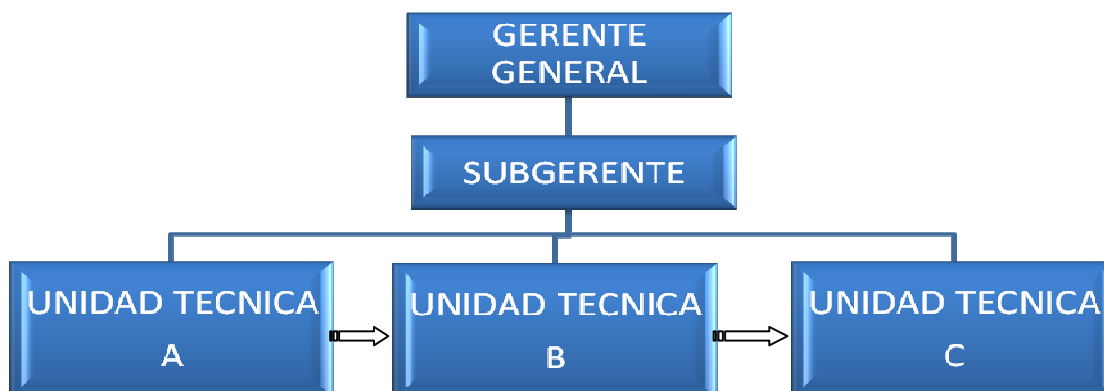 GERENTE
GENERAL
SUBGERENTE
UNIDAD TECNICA
A
UNIDAD TECNICA
B
UNIDAD TECNICA
C